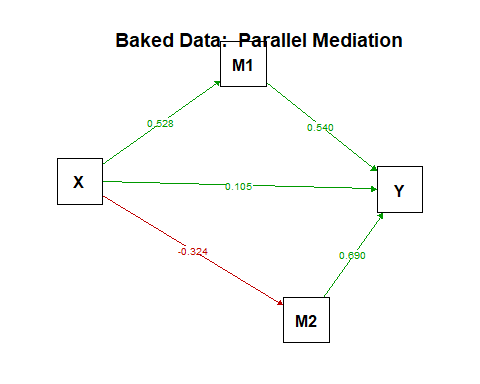 Baked Data:  Parallel Mediation
M1
0.528
0.540
X
0.105
Y
-0.324
0.690
M2